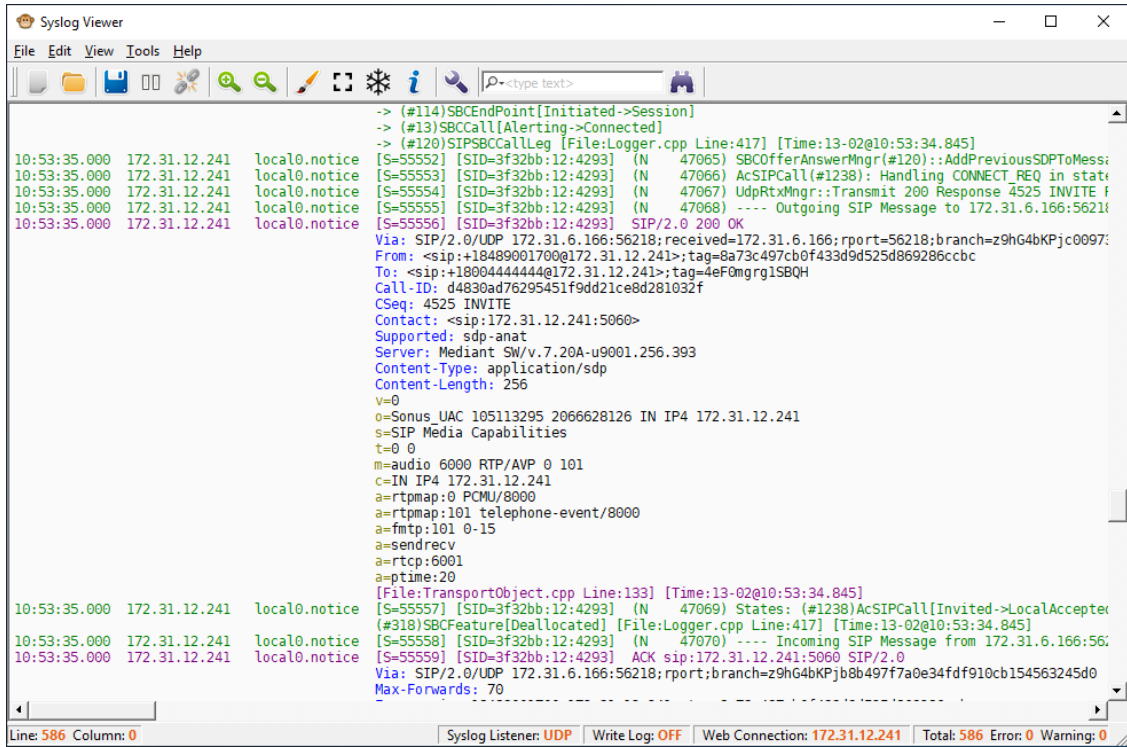 Syslog Viewer
File Edit View Tools Help
<type text>
-> (#114)SBCEndPoint[Initiated->Session]
-> (#13)SBCCall[Alerting->Connected]
-> (#120)SIPSBCCallLeg [File:Logger.cpp Line:417] [Time:13-02@10:53:34.845]
10:53:35.000 172.31.12.241 local0.notice [S=55552] [SID=3f32bb:12:4293] (N 47065) SBCOfferAnswerMngr(#120)::AddPreviousSDPToMessa
10:53:35.000 172.31.12.241 local0.notice [S=55553] [SID=3f32bb:12:4293] (N 47066) AcSIPCall(#1238): Handling CONNECT_REQ in state
10:53:35.000 172.31.12.241 local0.notice [S=55554] [SID=3f32bb:12:4293] (N 47067) UdpRtxMngr::Transmit 200 Response 4525 INVITE
10:53:35.000 172.31.12.241 local0.notice [S=55555] [SID=3f32bb:12:4293] (N 47068) ---- Outgoing SIP Message to 172.31.6.166:56218
10:53:35.000 172.31.12.241 local0.notice [S=55556] [SID=3f32bb:12:4293] SIP/2.0 200 OK
Via: SIP/2.0/UDP 172.31.6.166:56218;received=172.31.6.166;rport=56218;branch=z9hG4bKPjc00973
From: <sip:+18489001700@172.31.12.241>;tag=8a73c497cb0f433d9d525d869286ccbc
To: <sip:+18004444444@172.31.12.241>;tag=4eF0mgrg1SBQH
Call-ID: d4830ad76295451f9dd21ce8d281032f
CSeq: 4525 INVITE
Contact: <sip:172.31.12.241:5060>
Supported: sdp-anat
Server: Mediant SW/v.7.20A-u9001.256.393
Content-Type: application/sdp
Content-Length: 256
v=0
o=Sonus_UAC 105113295 2066628126 IN IP4 172.31.12.241
s=SIP Media Capabilities
t=0 0
m=audio 6000 RTP/AVP 0 101
c=IN IP4 172.31.12.241
a=rtpmap:0 PCMU/8000
a=rtpmap:101 telephone-event/8000
a=fmtp:101 0-15
a=sendrecv
a=rtcp:6001
a=ptime:20
[File:TransportObject.cpp Line:133] [Time:13-02@10:53:34.845]
10:53:35.000 172.31.12.241 local0.notice [S=55557] [SID=3f32bb:12:4293] (N 47069) States: (#1238)AcSIPCall[Invited->LocalAccepted
(#318)SBCFeature[Deallocated] [File:Logger.cpp Line:417] [Time:13-02@10:53:34.845]
10:53:35.000 172.31.12.241 local0.notice [S=55558] [SID=3f32bb:12:4293] (N 47070) ---- Incoming SIP Message from 172.31.6.166:562
10:53:35.000 172.31.12.241 local0.notice [S=55559] [SID=3f32bb:12:4293] ACK sip:172.31.12.241:5060 SIP/2.0
Via: SIP/2.0/UDP 172.31.6.166:56218;rport;branch=z9hG4bKPjb8b497f7a0e34fdf910cb154563245d0
Max-Forwards: 70
Line: 586 Column: 0 Syslog Listener: UDP Write Log: OFF Web Connection: 172.31.12.241 Total: 586 Error: 0 Warning: 0